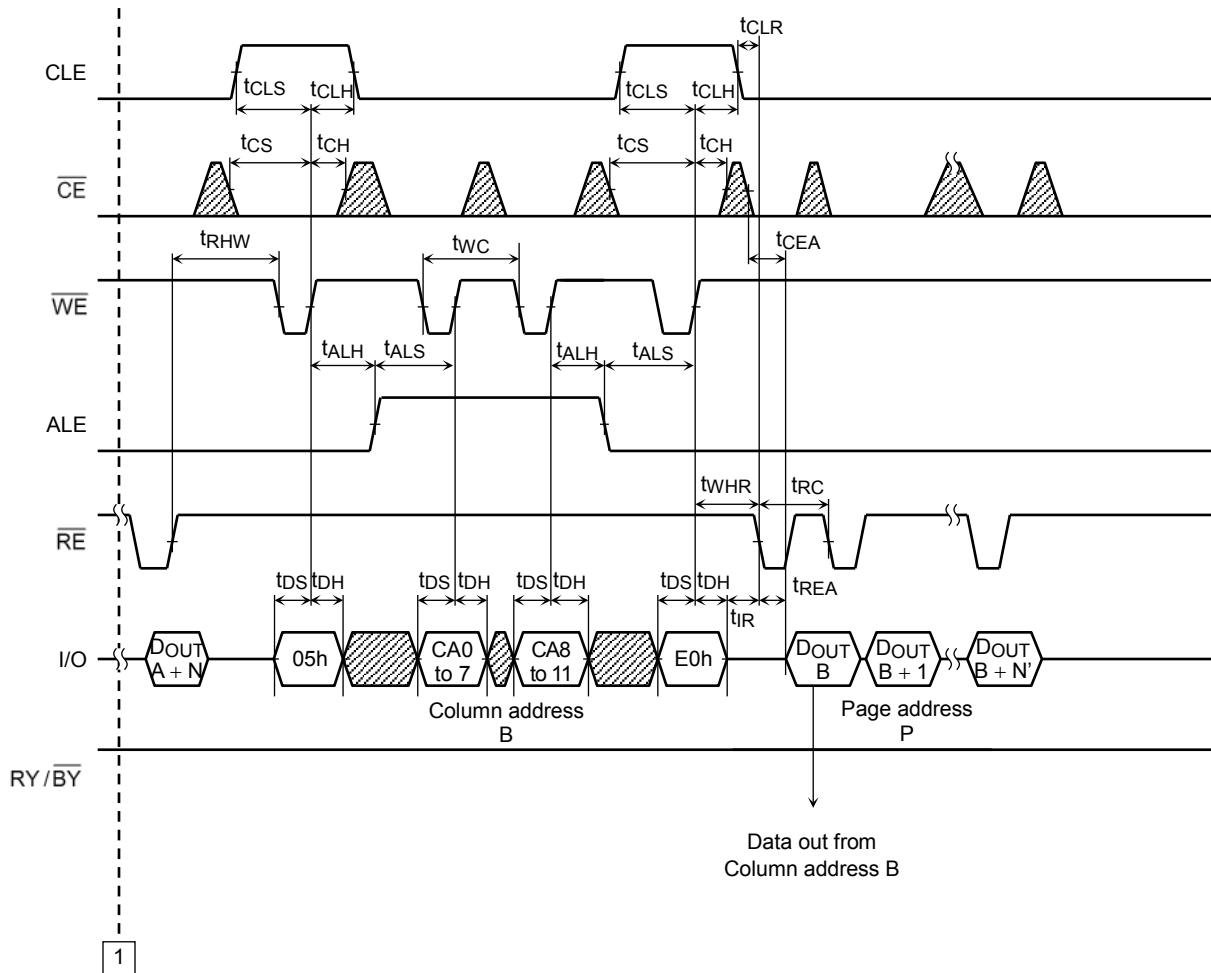 tCLR
CLE
tCLS tCLH tCLS tCLH
tCS tCH tCS tCH
CE
tRHW tWC tCEA
WE
tALH tALS tALH tALS
ALE
tWHR tRC
RE
tDS tDH tDS tDH tDS tDH tDS tDH tREA
tIR
I/O
DOUT A + N
05h
CA0 to 7
CA8 to 11
E0h
DOUT B
DOUT B + 1
DOUT B + N’
Column address
B
Page address
P
RY / BY
Data out from
Column address B
1